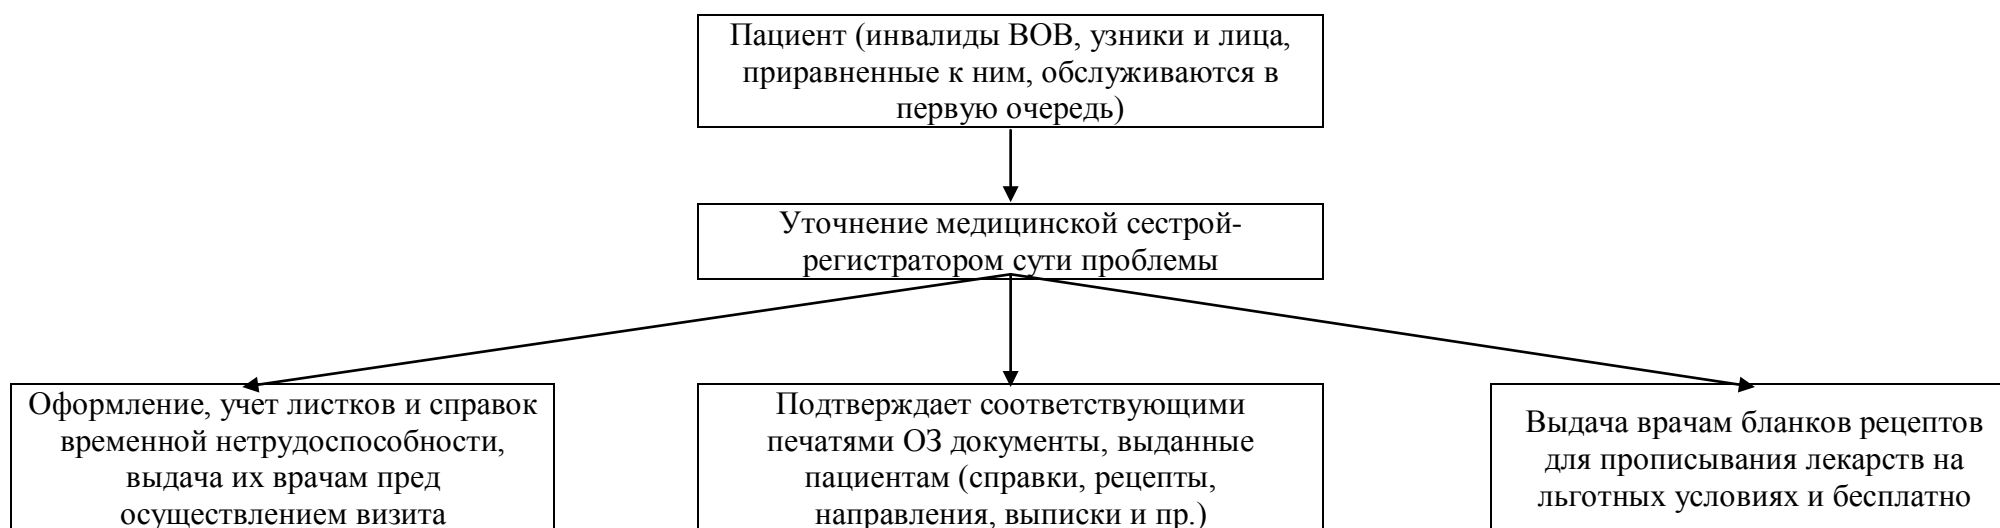 Пациент (инвалиды ВОВ, узники и лица,
приравненные к ним, обслуживаются в
первую очередь)
Уточнение медицинской сестрой-
регистратором сути проблемы
Оформление, учет листков и справок
временной нетрудоспособности,
выдача их врачам пред
осуществлением визита
Подтверждает соответствующими
печатями ОЗ документы, выданные
пациентам (справки, рецепты,
направления, выписки и пр.)
Выдача врачам бланков рецептов
для прописывания лекарств на
льготных условиях и бесплатно